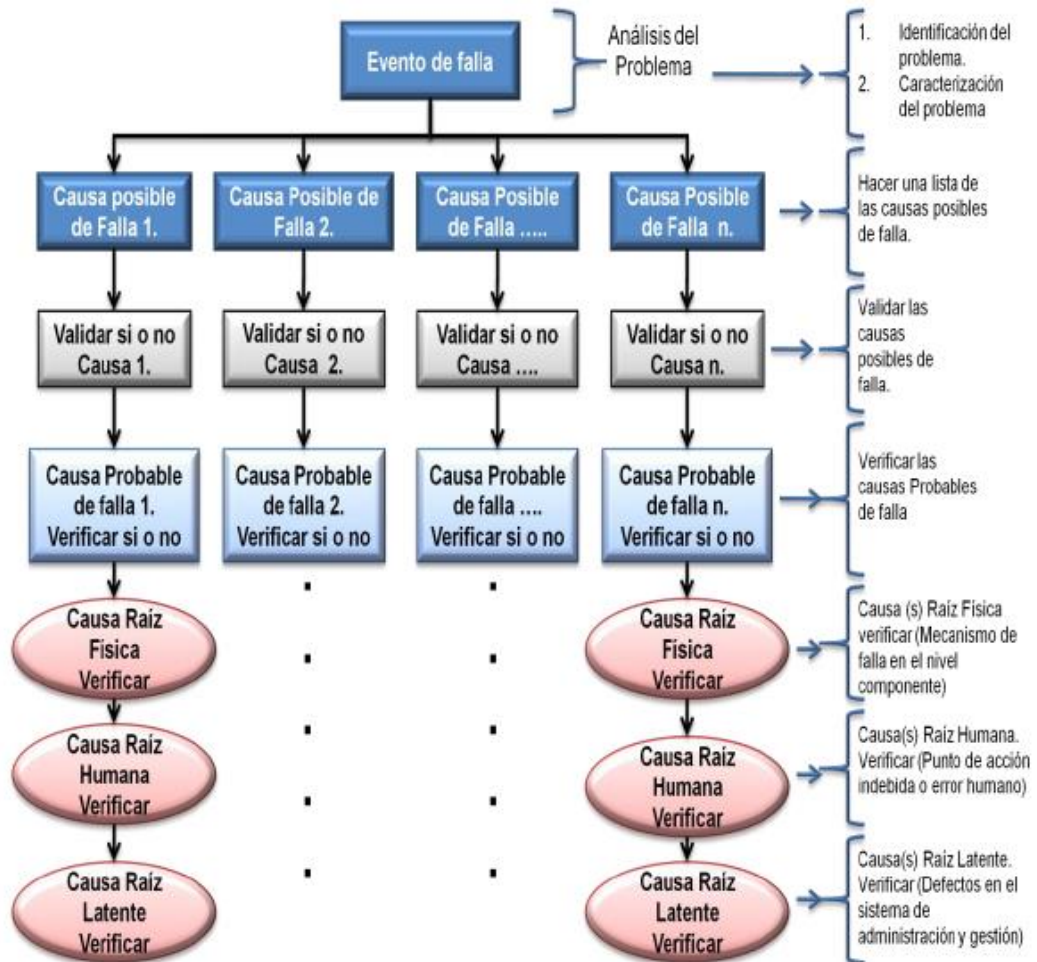 Evento de falla
Análisis del
Problema
1. Identificación del
problema.
2. Caracterización
del problema
Causa posible
de Falla 1.
Causa Posible de
Falla 2.
Causa Posible
de Falla .....
Causa Posible
de Falla n.
Hacer una lista de
las causas posibles
de falla.
Validar si o no
Causa 1.
Validar si o no
Causa 2.
Validar si o no
Causa ....
Validar si o no
Causa n.
Validar las
causas
posibles de
falla.
Causa Probable
de falla 1.
Verificar si o no
Causa Probable
de falla 2.
Verificar si o no
Causa Probable
de falla ....
Verificar si o no
Causa Probable
de falla n.
Verificar si o no
Verificar las
causas Probables
de falla
Causa Raíz
Física
Verificar
Causa Raíz
Física
Verificar
Causa (s) Raíz Física
verificar (Mecanismo de
falla en el nivel
componente)
Causa Raíz
Humana
Verificar
Causa Raíz
Humana
Verificar
Causa(s) Raíz Humana.
Verificar (Punto de acción
indebida o error humano)
Causa Raíz
Latente
Verificar
Causa Raíz
Latente
Verificar
Causa(s) Raíz Latente.
Verificar (Defectos en el
sistema de
administración y gestión)